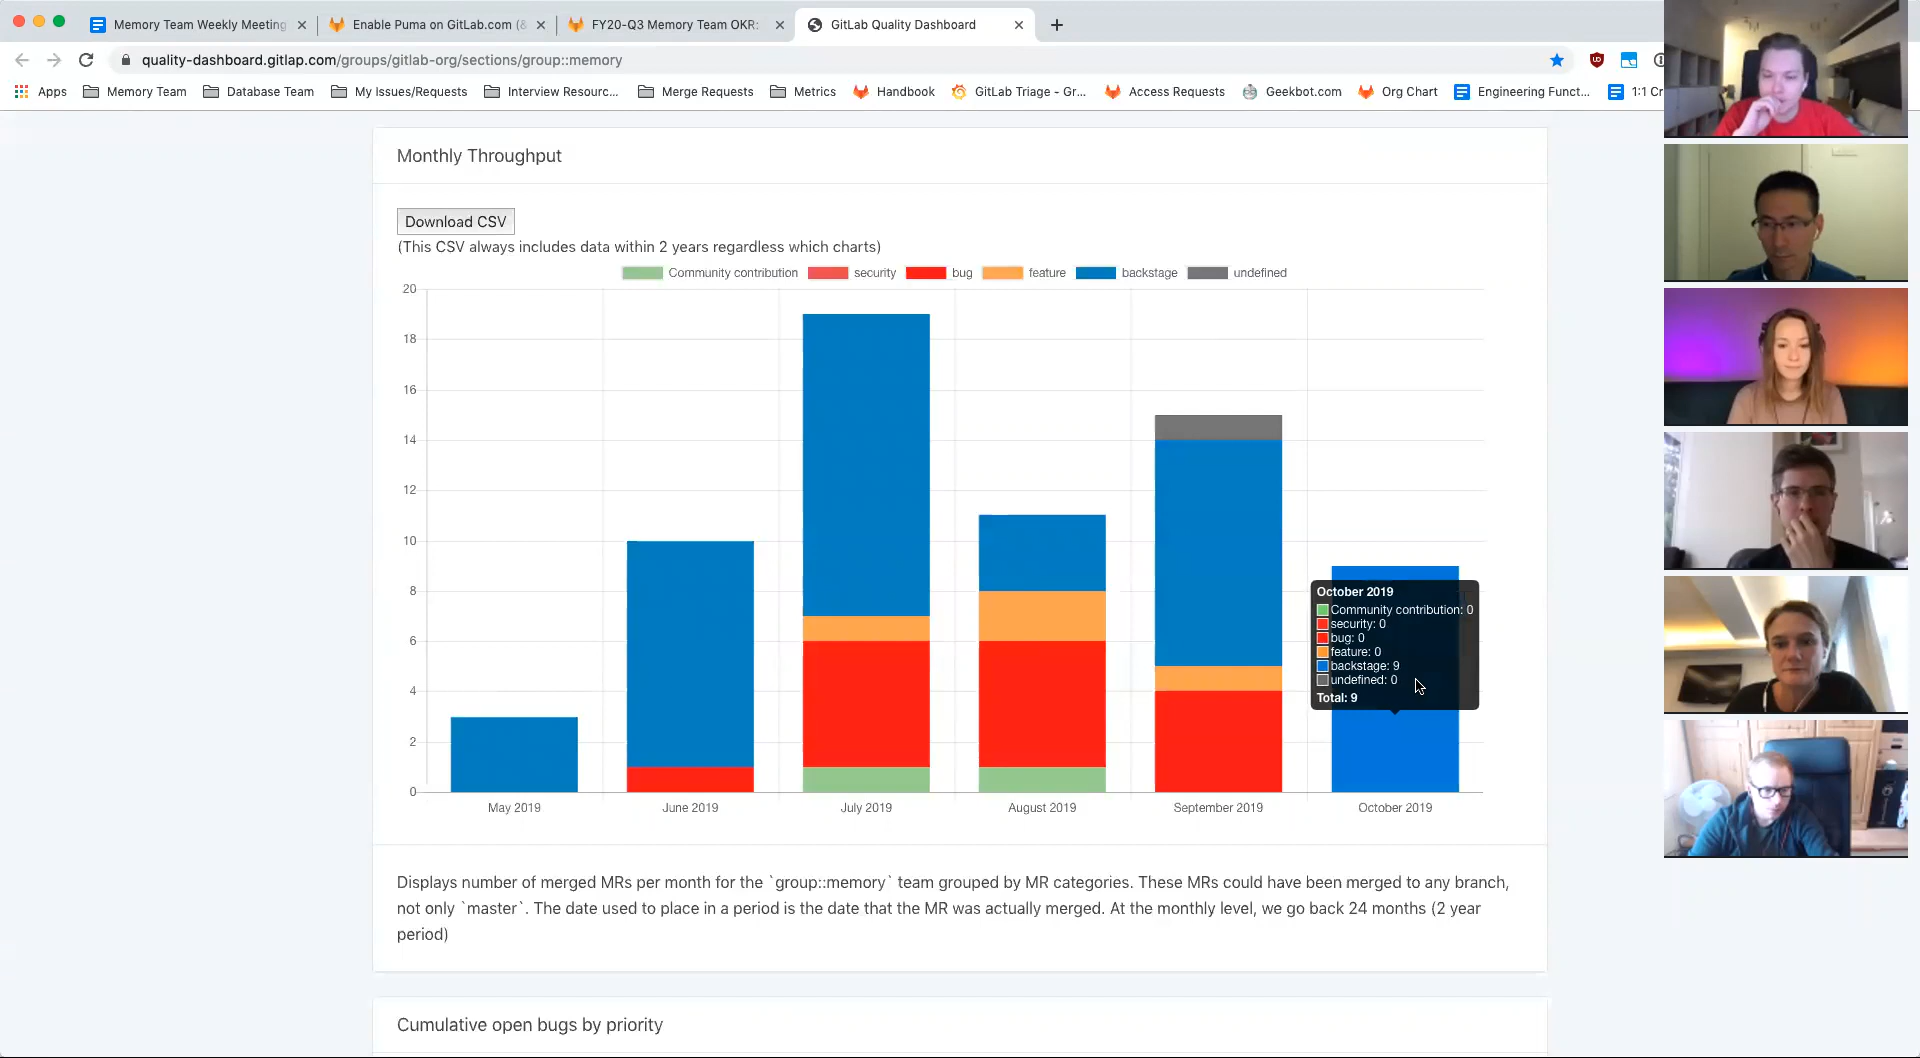 Memory Team Weekly Meeting
Enable Puma on GitLab.com (&
FY20-Q3 Memory Team OKR:
GitLab Quality Dashboard
quality-dashboard.gitlap.com/groups/gitlab-org/sections/group::memory
Apps
Memory Team
Database Team
My Issues/Requests
Interview Resourc...
Merge Requests
Metrics
Handbook
GitLab Triage - Gr...
Access Requests
Geekbot.com
Org Chart
Engineering Funct...
1:1 Cr
Monthly Throughput
Download CSV
(This CSV always includes data within 2 years regardless which charts)
Community contribution
security
bug
feature
backstage
undefined
20
18
16
14
12
10
8
6
4
2
0
October 2019
Community contribution: 0
security: 0
bug: 0
feature: 0
backstage: 9
undefined: 0
Total: 9
May 2019
June 2019
July 2019
August 2019
September 2019
October 2019
Displays number of merged MRs per month for the `group::memory` team grouped by MR categories. These MRs could have been merged to any branch,
not only `master`. The date used to place in a period is the date that the MR was actually merged. At the monthly level, we go back 24 months (2 year
period)
Cumulative open bugs by priority